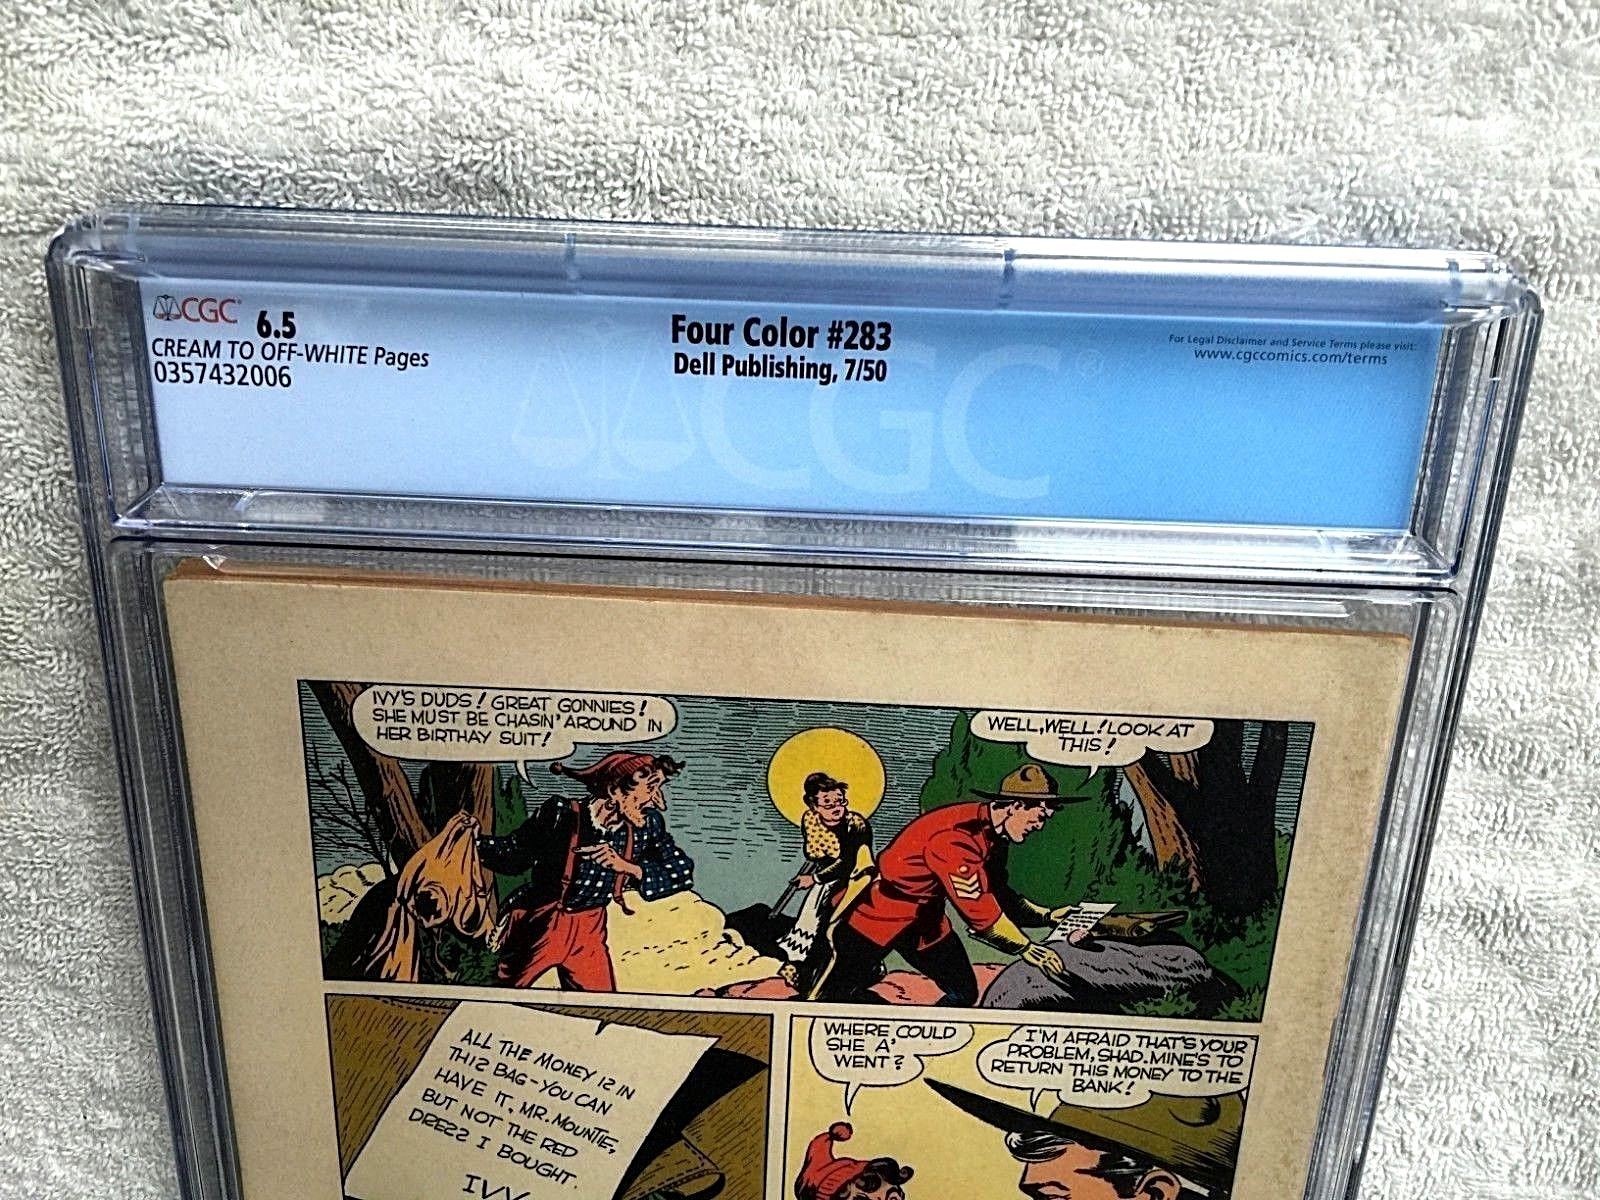 CGC 6.5
CREAM TO OFF-WHITE Pages
0357432006
Four Color #283
Dell Publishing, 7/50
For Legal Disclaimer and Service Terms please visit:
www.cgccomics.com/terms
CGC
IVY'S DUDS! GREAT GONNIES!
SHE MUST BE CHASIN' AROUND IN
HER BIRTHAY SUIT!
WELL, WELL! LOOK AT
THIS!
ALL THE MONEY IS IN
THIS BAG-YOU CAN
HAVE IT, MR. MOUNTIE,
BUT NOT THE RED
DRESS I BOUGHT.
IVY
WHERE COULD
SHE A'
WENT?
I'M AFRAID THAT'S YOUR
PROBLEM, SHAD. MINE'S TO
RETURN THIS MONEY TO THE
BANK!